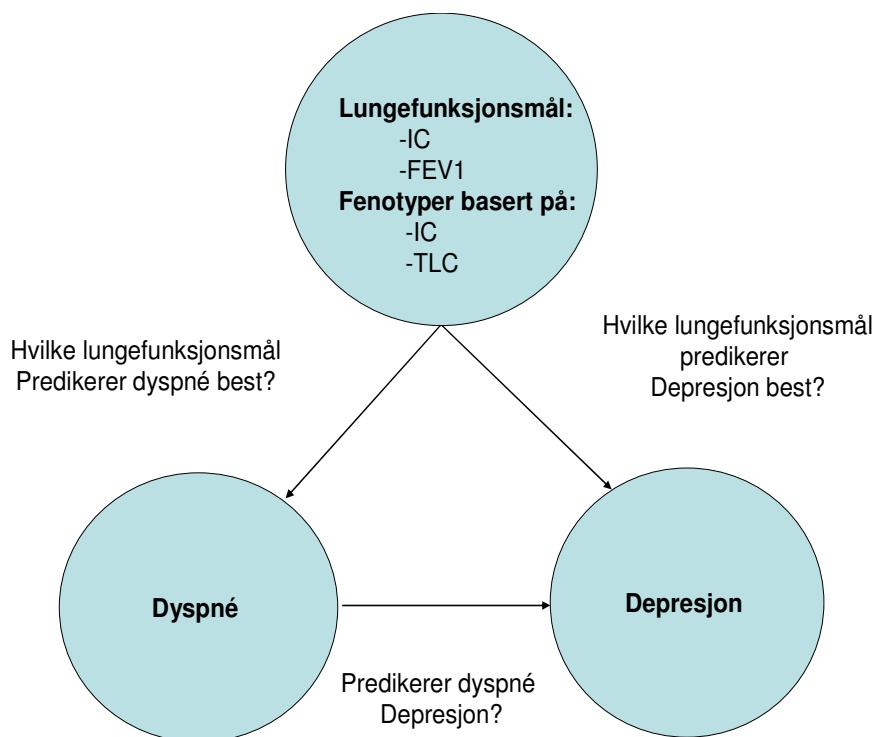 Lungefunksjonsmål:
-IC
-FEV1
Fenotyper basert på:
-IC
-TLC
Hvilke lungefunksjonsmål
Predikerer dyspné best?
Hvilke lungefunksjonsmål
predikerer
Depresjon best?
Dyspné
Depresjon
Predikerer dyspné
Depresjon?